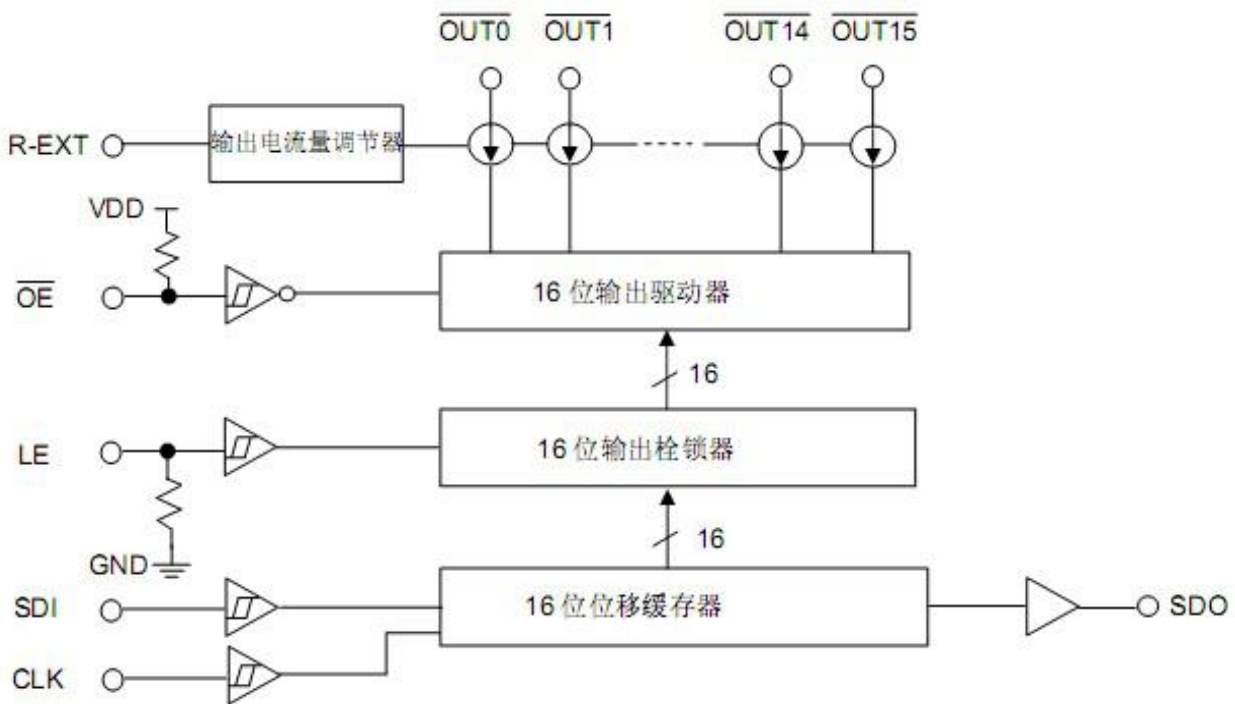 OUT0 OUT1 OUT14 OUT15
R-EXT
输出电流量调节器
VDD
OE
16 位输出驱动器
16
LE
16 位输出栓锁器
16
GND
SDI
16 位位移缓存器
SDO
CLK